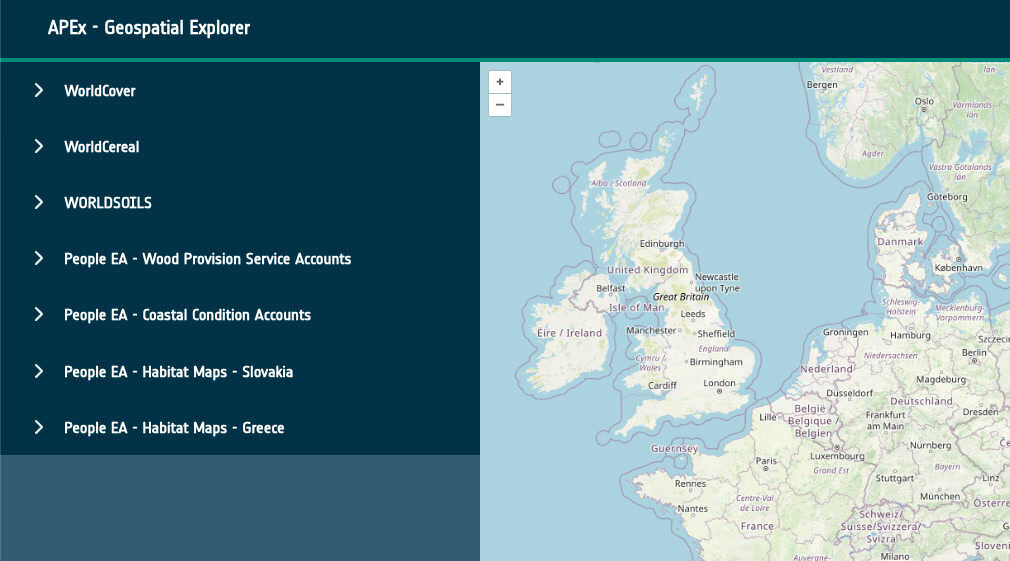 APEx - Geospatial Explorer
WorldCover
WorldCereal
WORLDSOILS
People EA - Wood Provision Service Accounts
People EA - Coastal Condition Accounts
People EA - Habitat Maps - Slovakia
People EA - Habitat Maps - Greece
+
−
Vestland
lan
Bergen
Oslo
Värmlands
län
Agder
Västra Götalands
län
Alba / Scotland
Göteborg
Edinburgh
Danmark
United Kingdom
København
Newcastle
upon Tyne
Belfast
Great Britain
Isle of Man
Leeds
Schleswig-
Holstein
Mecklenburg-
Vorpommern
Éire / Ireland
Manchester
Sheffield
Groningen
Hamburg
Szczecin
England
Niedersachsen
Berlin
Cymru /
Wales
Birmingham
Nederland
Magdeburg
Cardiff
London
Dusseldorf
Deutschland
Lille
België /
Belgique /
Belgien
Frankfurt
am Main
Dresden
Guernsey
Luxembourg
Nurnberg
Paris
Grand Est
Bayern
Rennes
Stuttgart
Linz
Centre-Val
de Loire
München
Nantes
Österre
France
Schweiz/
Suisse/Svizzera/
Svizra
Sloveni
Milano
Auvergne-